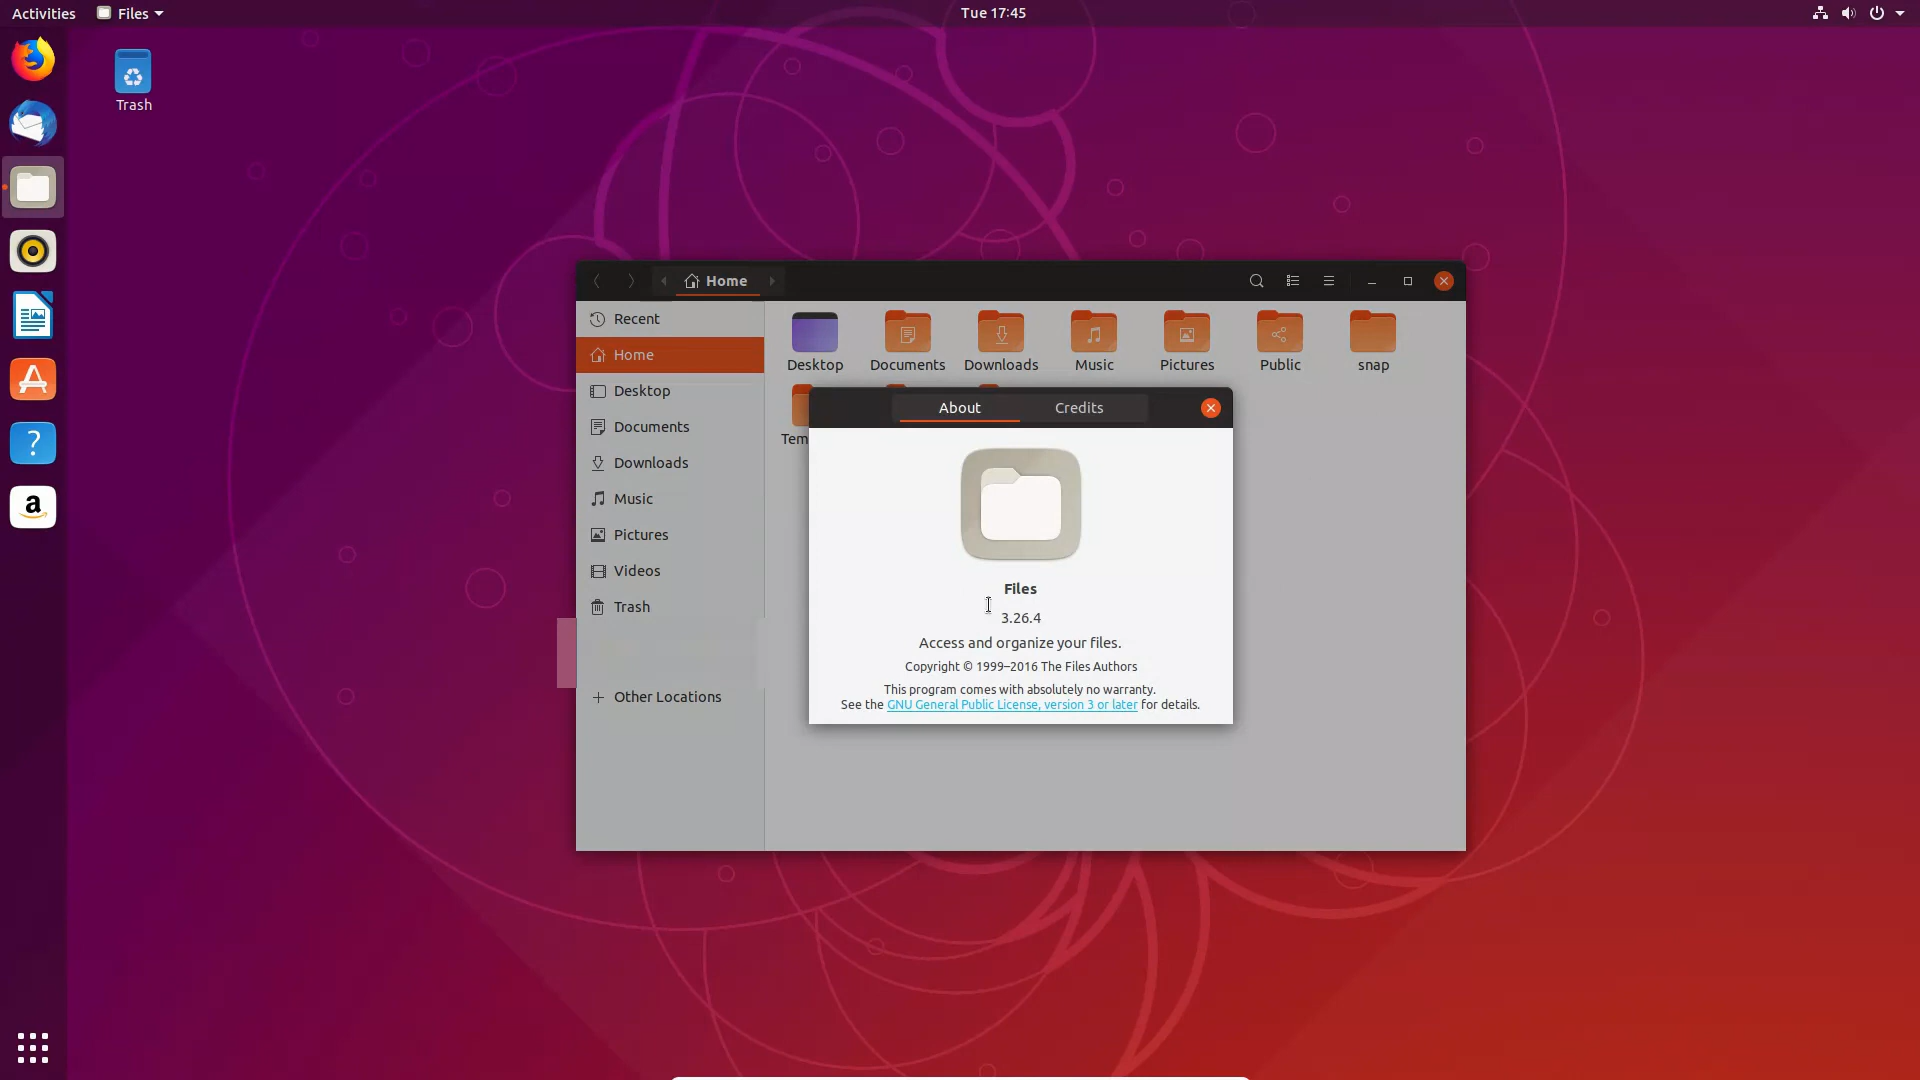 Activities
Files
Tue 17:45
Trash
Home
Recent
Home
Desktop
Documents
Downloads
Music
Pictures
Videos
Trash
Other Locations
Desktop
Documents
Downloads
Music
Pictures
Public
snap
Tem
About
Credits
Files
3.26.4
Access and organize your files.
Copyright © 1999–2016 The Files Authors
This program comes with absolutely no warranty.
See the GNU General Public License, version 3 or later for details.